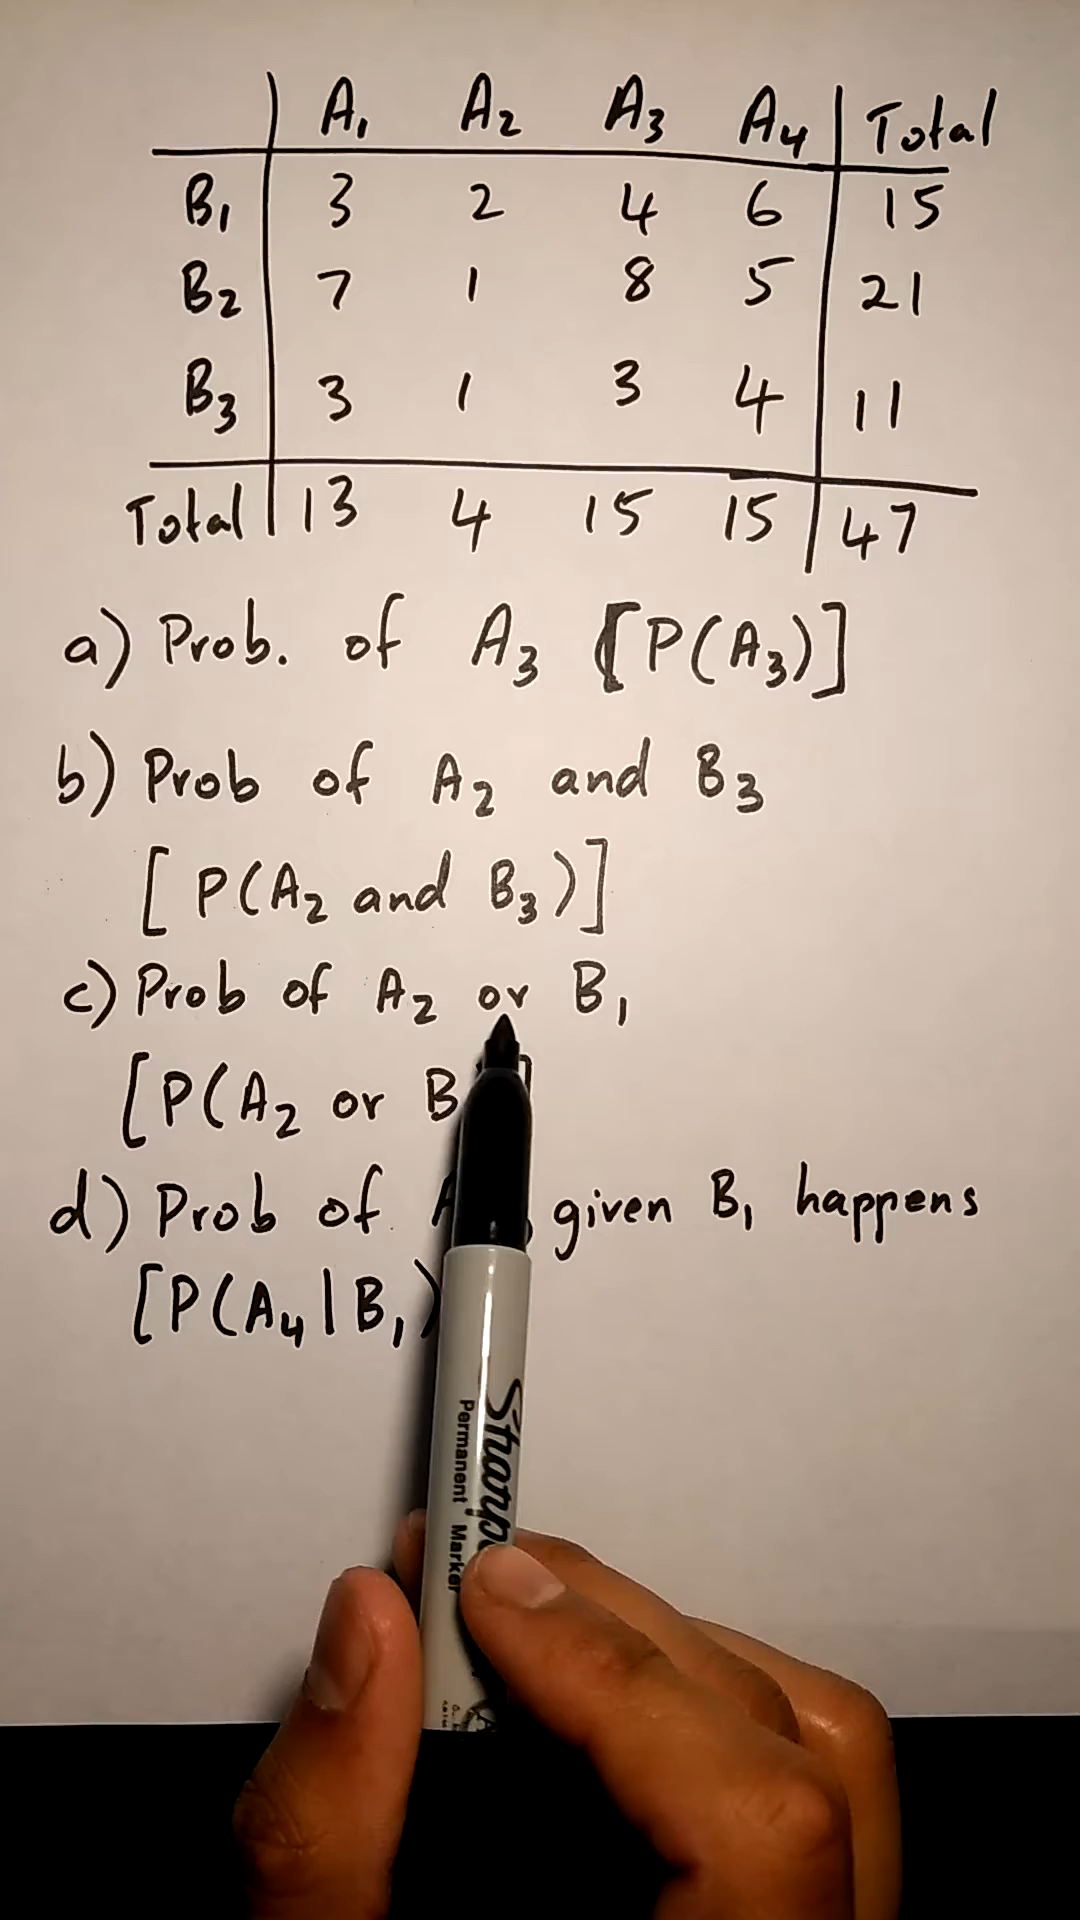 A₁ A₂ A₃ A₄ Total
B₁ 3 2 4 6 15
B₂ 7 1 8 5 21
B₃ 3 1 3 4 11
Total 13 4 15 15 47
a) Prob. of A₃ [P(A₃)]
b) Prob of A₂ and B₃
[P(A₂ and B₃)]
c) Prob of A₂ or B₁
[P(A₂ or B
d) Prob of given B₁ happens
[P(A₄|B₁)
Sharp
Permanent Marker